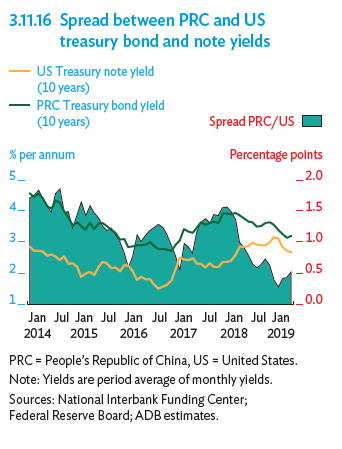 3.11.16 Spread between PRC and US
treasury bond and note yields
US Treasury note yield
(10 years)
PRC Treasury bond yield
(10 years)
Spread PRC/US
% per annum
Percentage points
5
2.0
4
1.5
3
1.0
2
0.5
1
0.0
Jan Jul Jan Jul Jan Jul Jan Jul Jan Jul Jan
2014 2015 2016 2017 2018 2019
PRC = People's Republic of China, US = United States.
Note: Yields are period average of monthly yields.
Sources: National Interbank Funding Center;
Federal Reserve Board; ADB estimates.